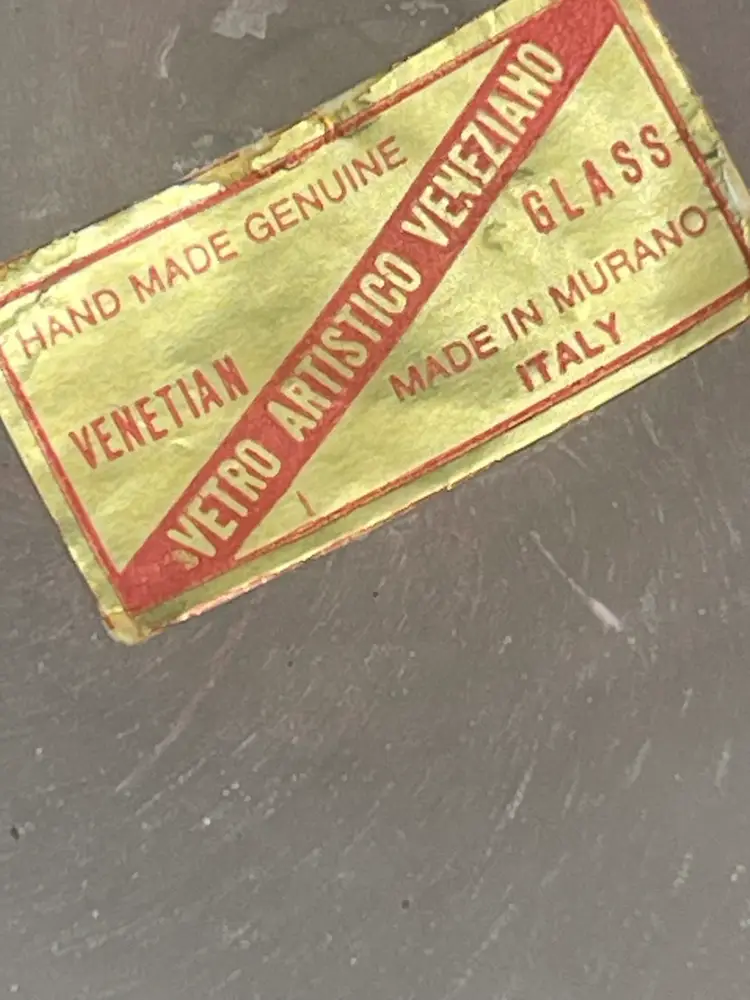 HAND MADE GENUINE
VENETIAN
VETRO ARTISTICO VENEZIANO
GLASS
MADE IN MURANO
ITALY